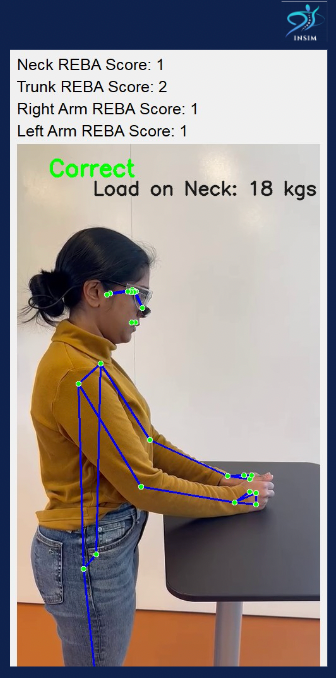 INSIM
Neck REBA Score: 1
Trunk REBA Score: 2
Right Arm REBA Score: 1
Left Arm REBA Score: 1
Correct
Load on Neck: 18 kgs